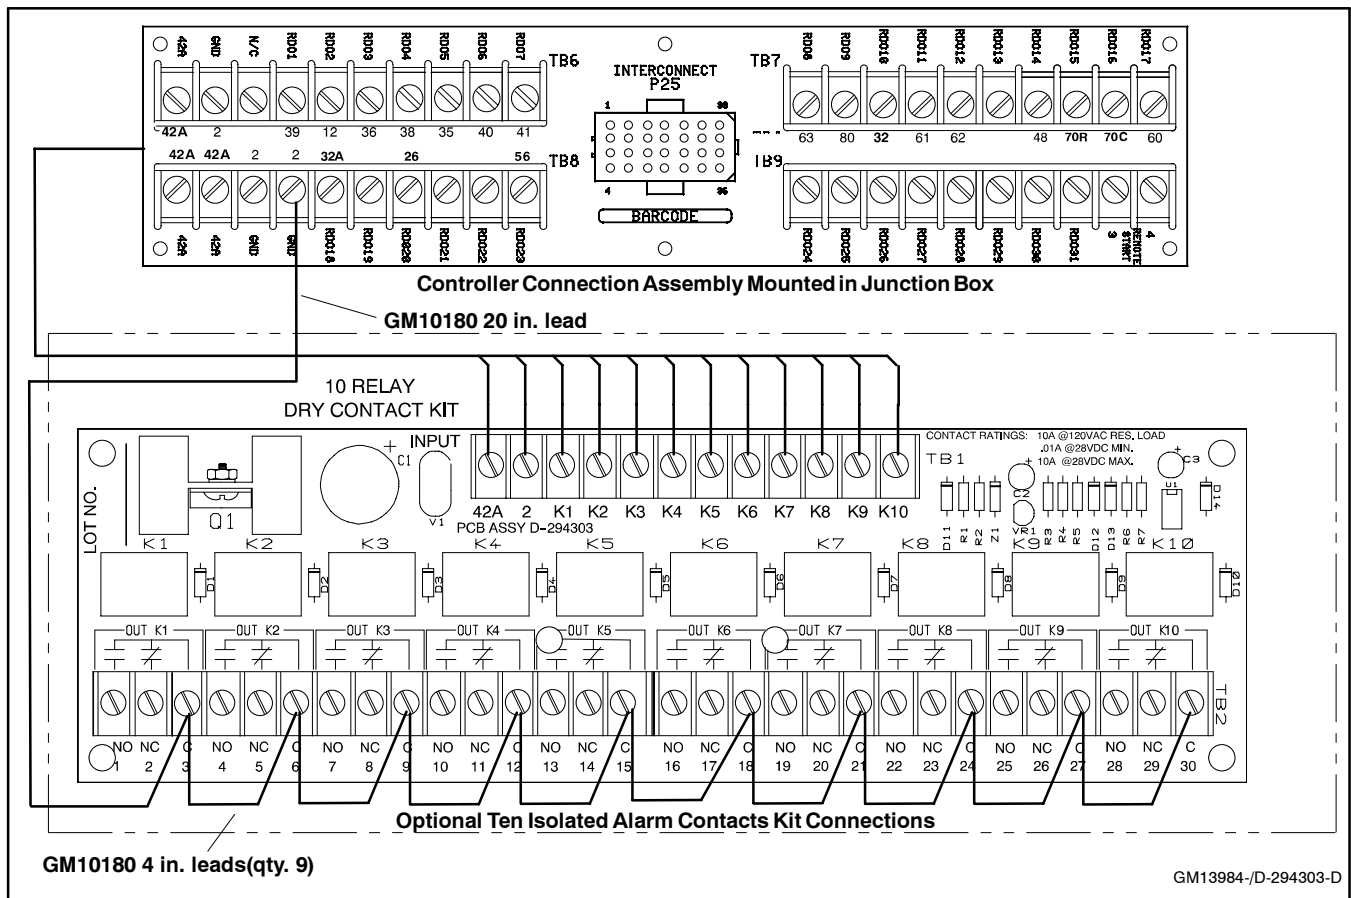 42A GND N/C RDO1 RDO2 RDO3 RDO4 RDO5 RDO6 RDO7
TB6
INTERCONNECT
P25
1 33
4 36
BARCODE
TB7
RDO8 RDO9 RDO10 RDO11 RDO12 RDO13 RDO14 RDO15 RDO16 RDO17
42A 2 39 12 36 38 35 40 41
63 80 32 61 62 48 70R 70C 60
42A 42A 2 2 32A 26 56
TB8
TB9
42A 42A GND GND RDO18 RDO19 RDO20 RDO21 RDO22 RDO23
RDO24 RDO25 RDO26 RDO27 RDO28 RDO29 RDO30 RDO31 3 REMOTE START 4
Controller Connection Assembly Mounted in Junction Box
GM10180 20 in. lead
10 RELAY
DRY CONTACT KIT
INPUT
C1
V1
LOT NO.
Q1
CONTACT RATINGS: 10A @120VAC RES. LOAD
.01A @28VDC MIN.
10A @28VDC MAX.
TB1
42A 2 K1 K2 K3 K4 K5 K6 K7 K8 K9 K10
PCB ASSY D-294303
C2 C3 U1 VR1
D11 R1 R2 Z1 R3 R4 R5 D12 D13 R6 R7 D14
K1 K2 K3 K4 K5 K6 K7 K8 K9 K10
D1 D2 D3 D4 D5 D6 D7 D8 D9 D10
OUT K1 OUT K2 OUT K3 OUT K4 OUT K5 OUT K6 OUT K7 OUT K8 OUT K9 OUT K10
TB2
NO NC C NO NC C NO NC C NO NC C NO NC C NO NC C NO NC C NO NC C NO NC C NO NC C
1 2 3 4 5 6 7 8 9 10 11 12 13 14 15 16 17 18 19 20 21 22 23 24 25 26 27 28 29 30
Optional Ten Isolated Alarm Contacts Kit Connections
GM10180 4 in. leads(qty. 9)
GM13984-/D-294303-D